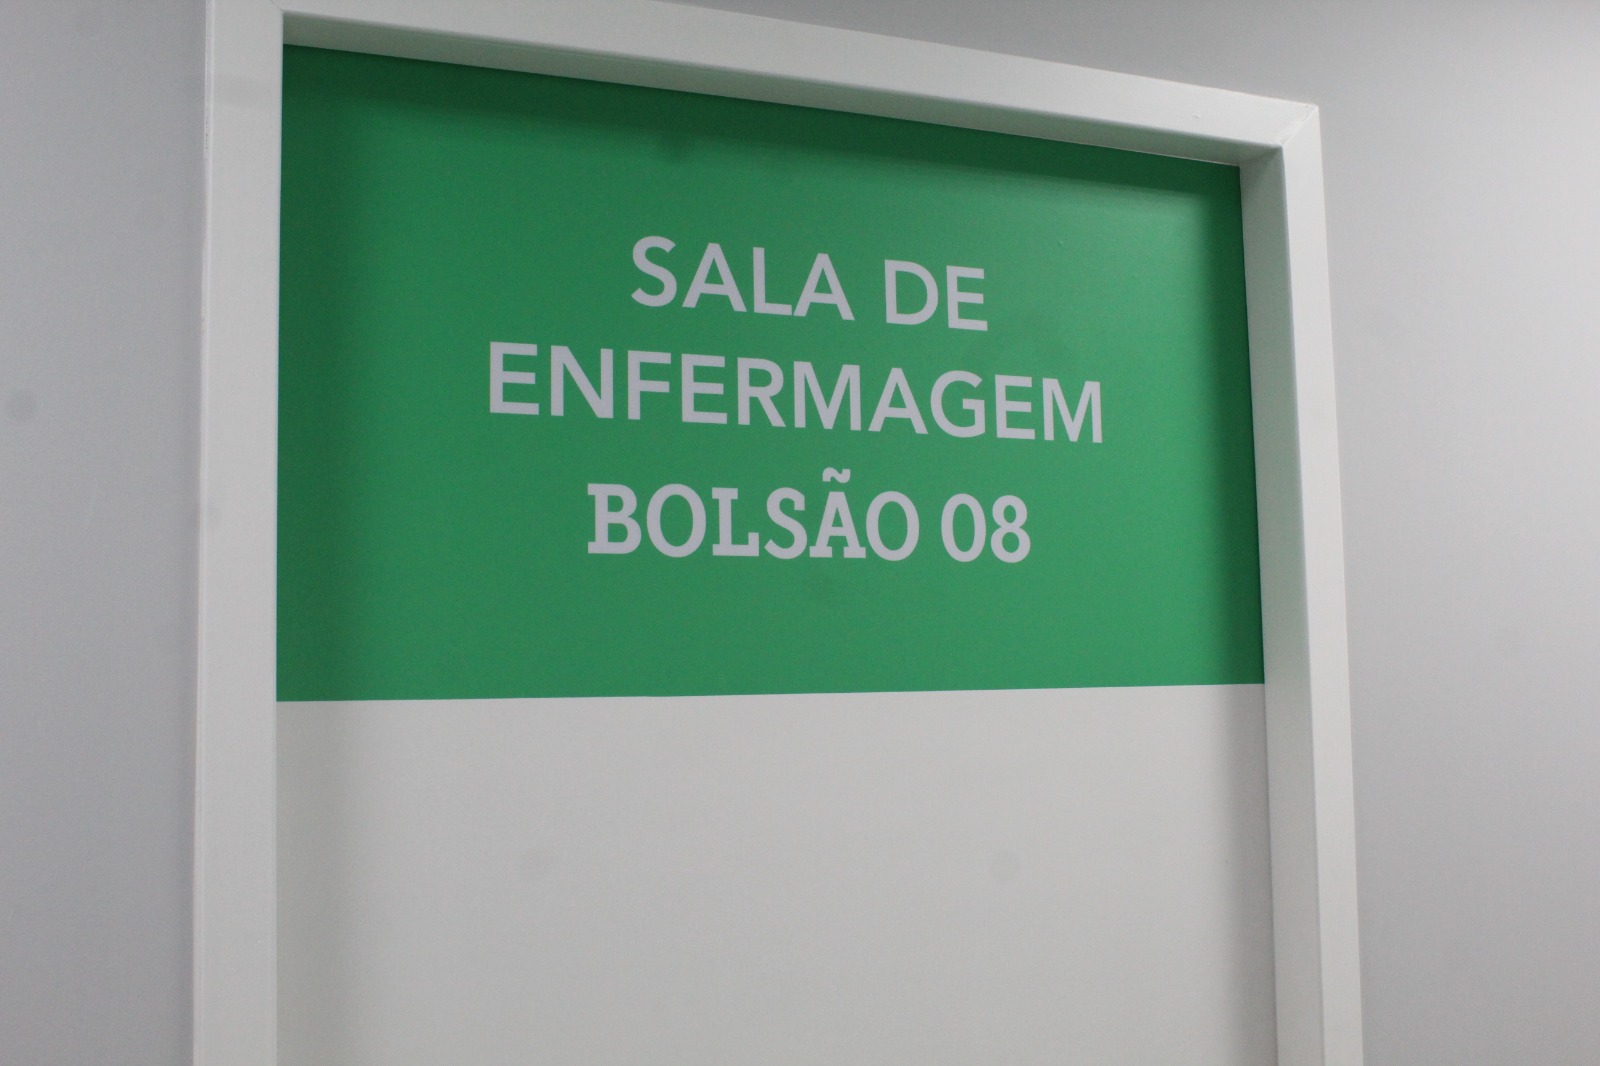 SALA DE
ENFERMAGEM
BOLSÃO 08